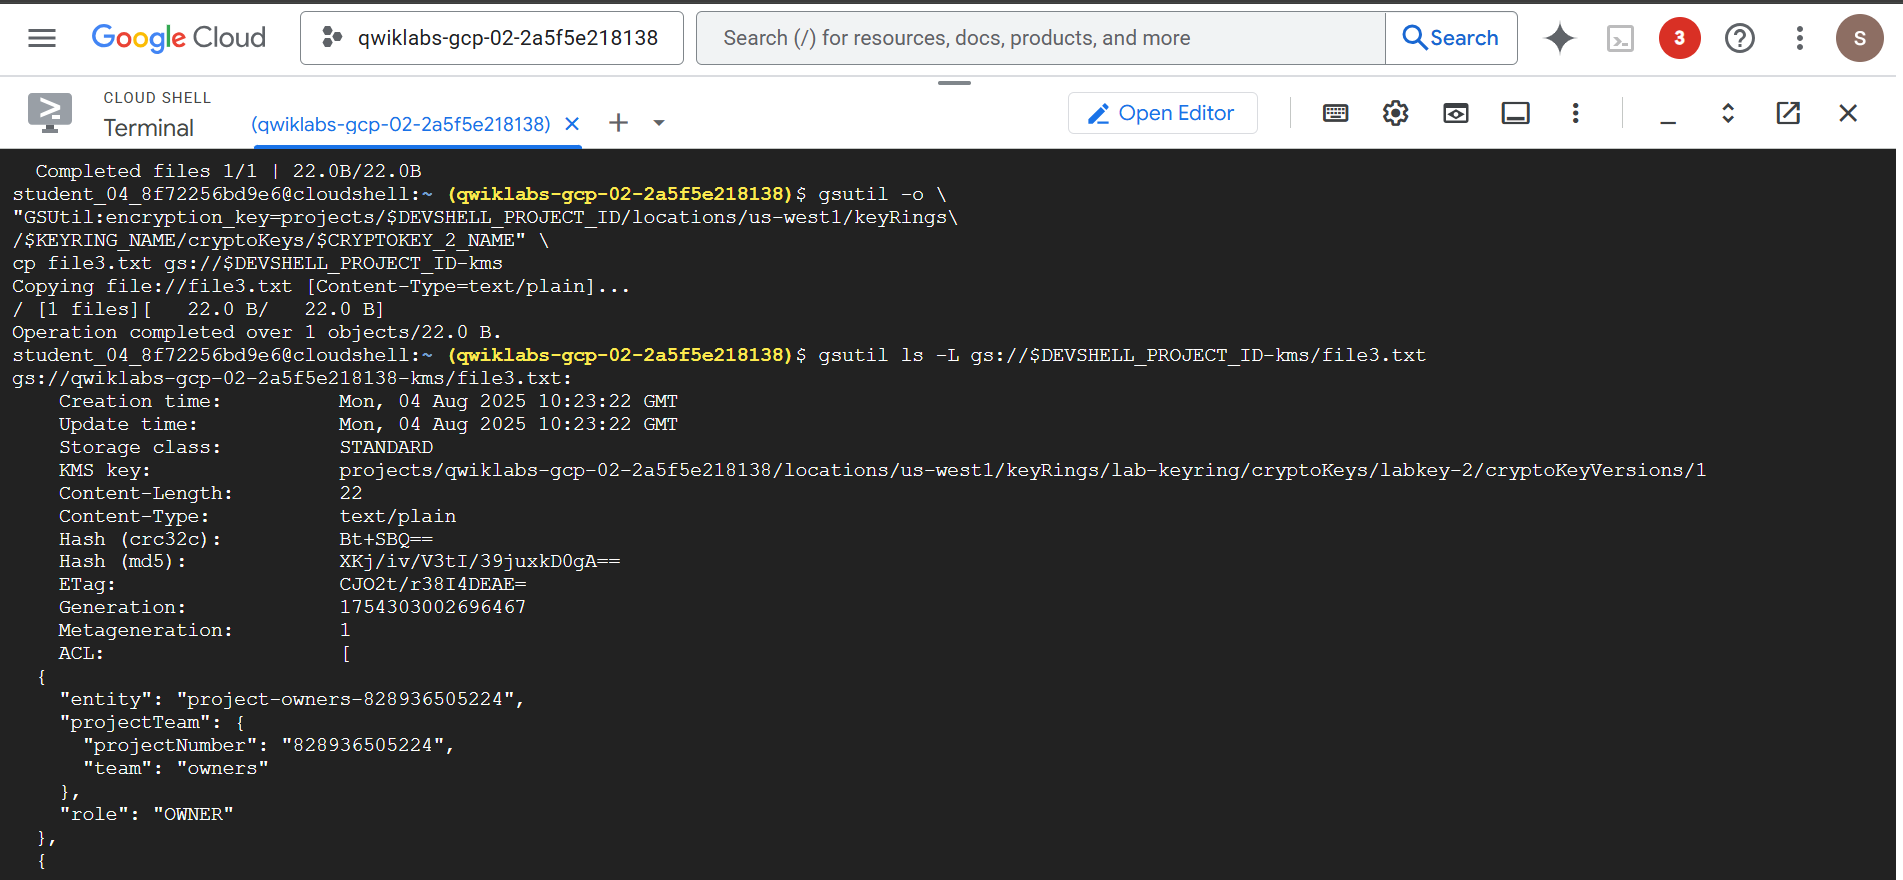 Google Cloud
qwiklabs-gcp-02-2a5f5e218138
Search (/) for resources, docs, products, and more
Search
3
S
CLOUD SHELL
Terminal
(qwiklabs-gcp-02-2a5f5e218138)
Open Editor
Completed files 1/1 | 22.0B/22.0B
student_04_8f72256bd9e6@cloudshell:~ (qwiklabs-gcp-02-2a5f5e218138)$ gsutil -o \
"GSUtil:encryption_key=projects/$DEVSHELL_PROJECT_ID/locations/us-west1/keyRings\
/$KEYRING_NAME/cryptoKeys/$CRYPTOKEY_2_NAME" \
cp file3.txt gs://$DEVSHELL_PROJECT_ID-kms
Copying file://file3.txt [Content-Type=text/plain]...
/ [1 files][   22.0 B/   22.0 B]
Operation completed over 1 objects/22.0 B.
student_04_8f72256bd9e6@cloudshell:~ (qwiklabs-gcp-02-2a5f5e218138)$ gsutil ls -L gs://$DEVSHELL_PROJECT_ID-kms/file3.txt
gs://qwiklabs-gcp-02-2a5f5e218138-kms/file3.txt:
    Creation time:          Mon, 04 Aug 2025 10:23:22 GMT
    Update time:            Mon, 04 Aug 2025 10:23:22 GMT
    Storage class:          STANDARD
    KMS key:                projects/qwiklabs-gcp-02-2a5f5e218138/locations/us-west1/keyRings/lab-keyring/cryptoKeys/labkey-2/cryptoKeyVersions/1
    Content-Length:         22
    Content-Type:           text/plain
    Hash (crc32c):          Bt+SBQ==
    Hash (md5):             XKj/iv/V3tI/39juxkD0gA==
    ETag:                   CJO2t/r38I4DEAE=
    Generation:             1754303002696467
    Metageneration:         1
    ACL:                    [
  {
    "entity": "project-owners-828936505224",
    "projectTeam": {
      "projectNumber": "828936505224",
      "team": "owners"
    },
    "role": "OWNER"
  },
  {